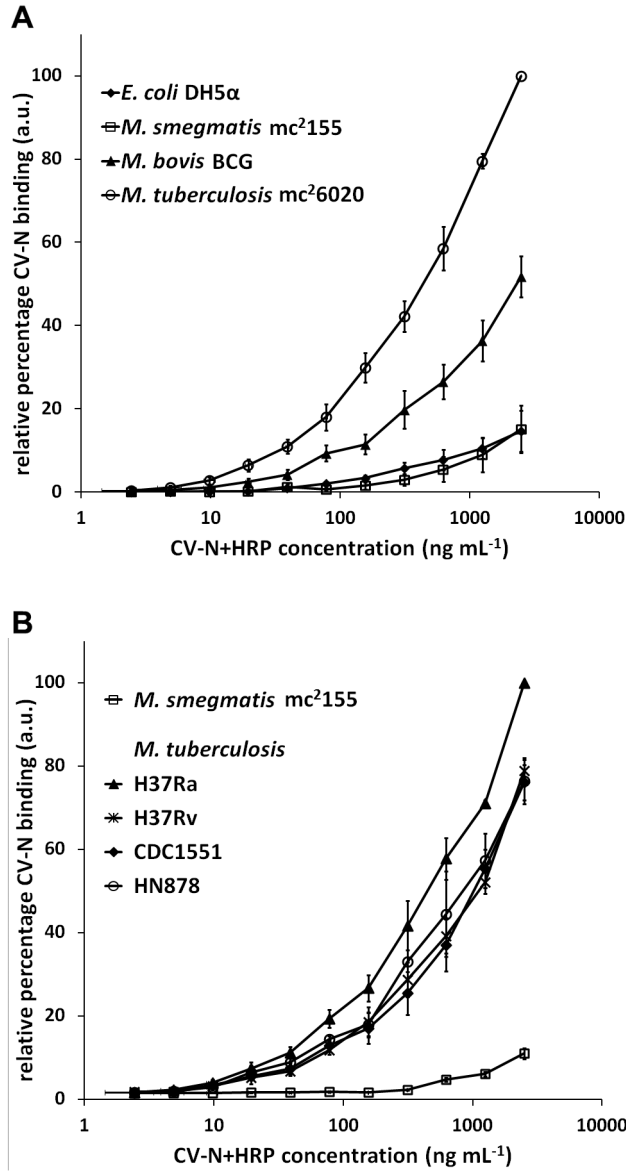 A
relative percentage CV-N binding (a.u.)
100
80
60
40
20
0
E. coli DH5α
M. smegmatis mc²155
M. bovis BCG
M. tuberculosis mc²6020
1 10 100 1000 10000
CV-N+HRP concentration (ng mL⁻¹)
B
relative percentage CV-N binding (a.u.)
100
80
60
40
20
0
M. smegmatis mc²155
M. tuberculosis
H37Ra
H37Rv
CDC1551
HN878
1 10 100 1000 10000
CV-N+HRP concentration (ng mL⁻¹)